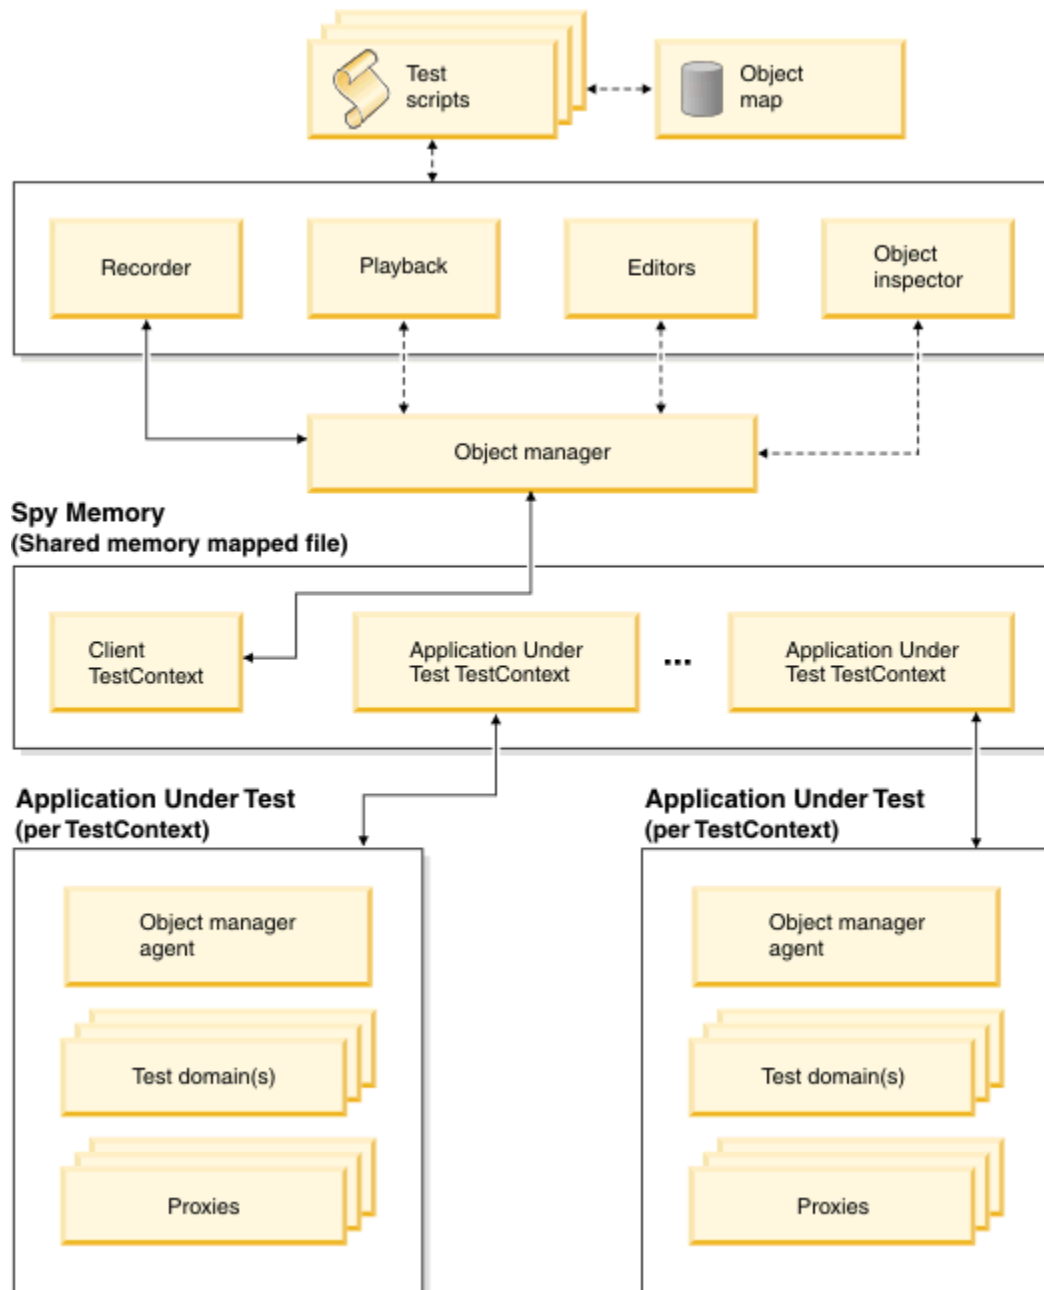 Test
scripts
Object
map
Recorder
Playback
Editors
Object
inspector
Object manager
Spy Memory
(Shared memory mapped file)
Client
TestContext
Application Under
Test TestContext
...
Application Under
Test TestContext
Application Under Test
(per TestContext)
Application Under Test
(per TestContext)
Object manager
agent
Test domain(s)
Proxies
Object manager
agent
Test domain(s)
Proxies